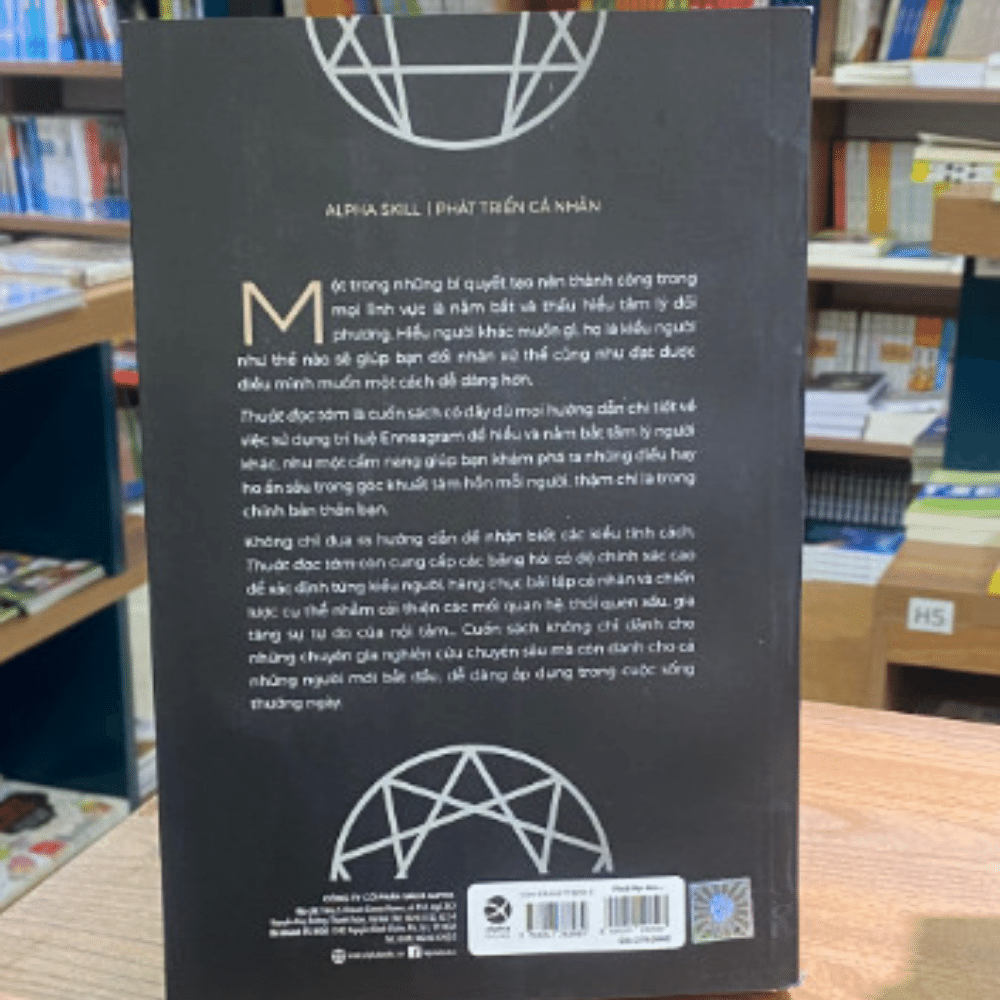 ALPHA SKILL | PHÁT TRIỂN CÁ NHÂN
Một trong những bí quyết tạo nên thành công trong
mọi lĩnh vực là nắm bắt và thấu hiểu tâm lý đối
phương. Hiểu người khác muốn gì, họ là kiểu người
như thế nào sẽ giúp bạn đối nhân xử thế cũng như đạt được
điều mình muốn một cách dễ dàng hơn.
Thuật đọc tâm là cuốn sách có đầy đủ mọi hướng dẫn chi tiết về
việc sử dụng trí tuệ Enneagram để hiểu và nắm bắt tâm lý người
khác, như một cẩm nang giúp bạn khám phá ra những điều hay
ho ẩn sâu trong góc khuất tâm hồn mỗi người, thậm chí là trong
chính bản thân bạn.
Không chỉ đưa ra hướng dẫn để nhận biết các kiểu tính cách,
Thuật đọc tâm còn cung cấp các bảng hỏi có độ chính xác cao
để xác định từng kiểu người, hàng chục bài tập cá nhân và chiến
lược cụ thể nhằm cải thiện các mối quan hệ, thói quen xấu, gia
tăng sự tự do của nội tâm... Cuốn sách không chỉ dành cho
những chuyên gia nghiên cứu chuyên sâu mà còn dành cho cả
những người mới bắt đầu, dễ dàng áp dụng trong cuộc sống
thường ngày.
CÔNG TY CỔ PHẦN SÁCH ALPHA
H5